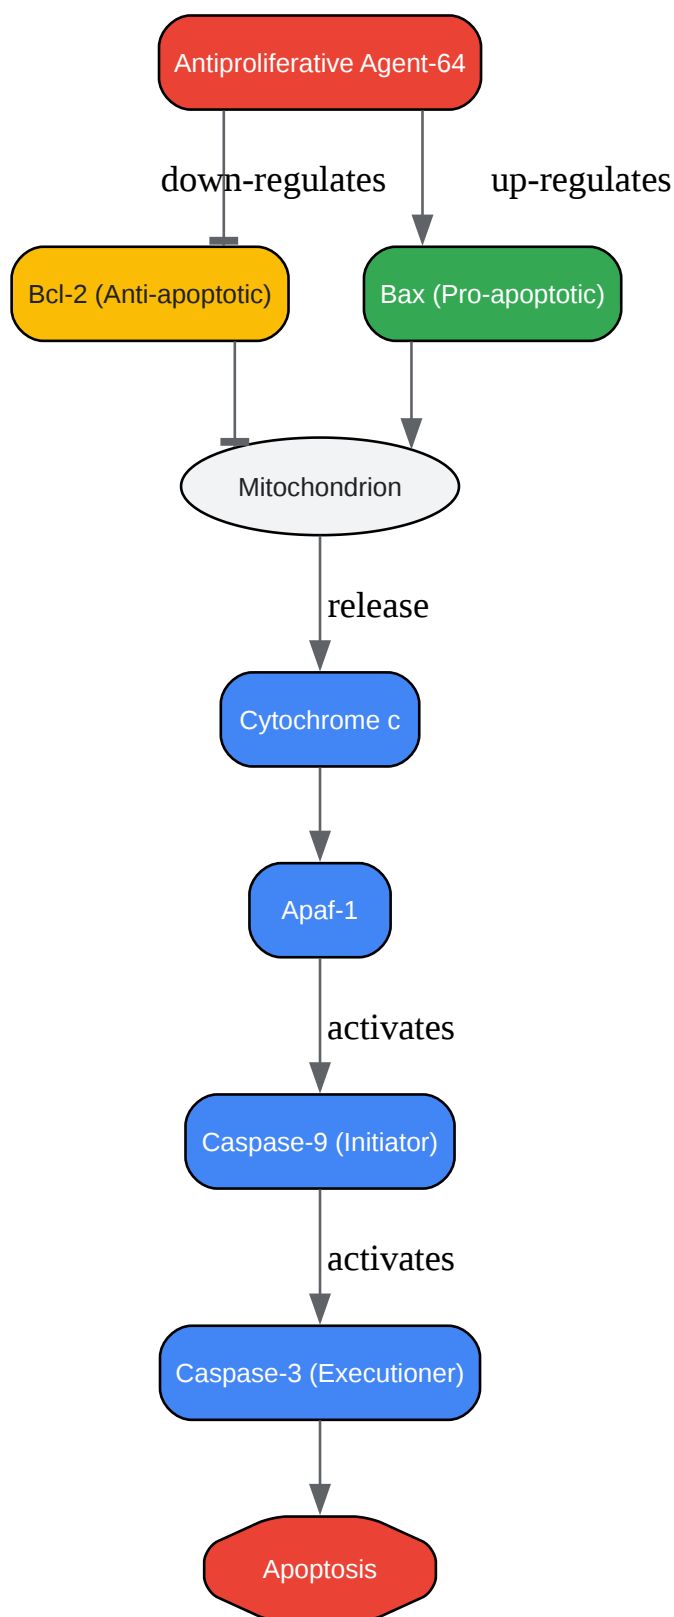 Antiproliferative Agent-64
down-regulates
up-regulates
Bcl-2 (Anti-apoptotic)
Bax (Pro-apoptotic)
Mitochondrion
release
Cytochrome c
Apaf-1
activates
Caspase-9 (Initiator)
activates
Caspase-3 (Executioner)
Apoptosis